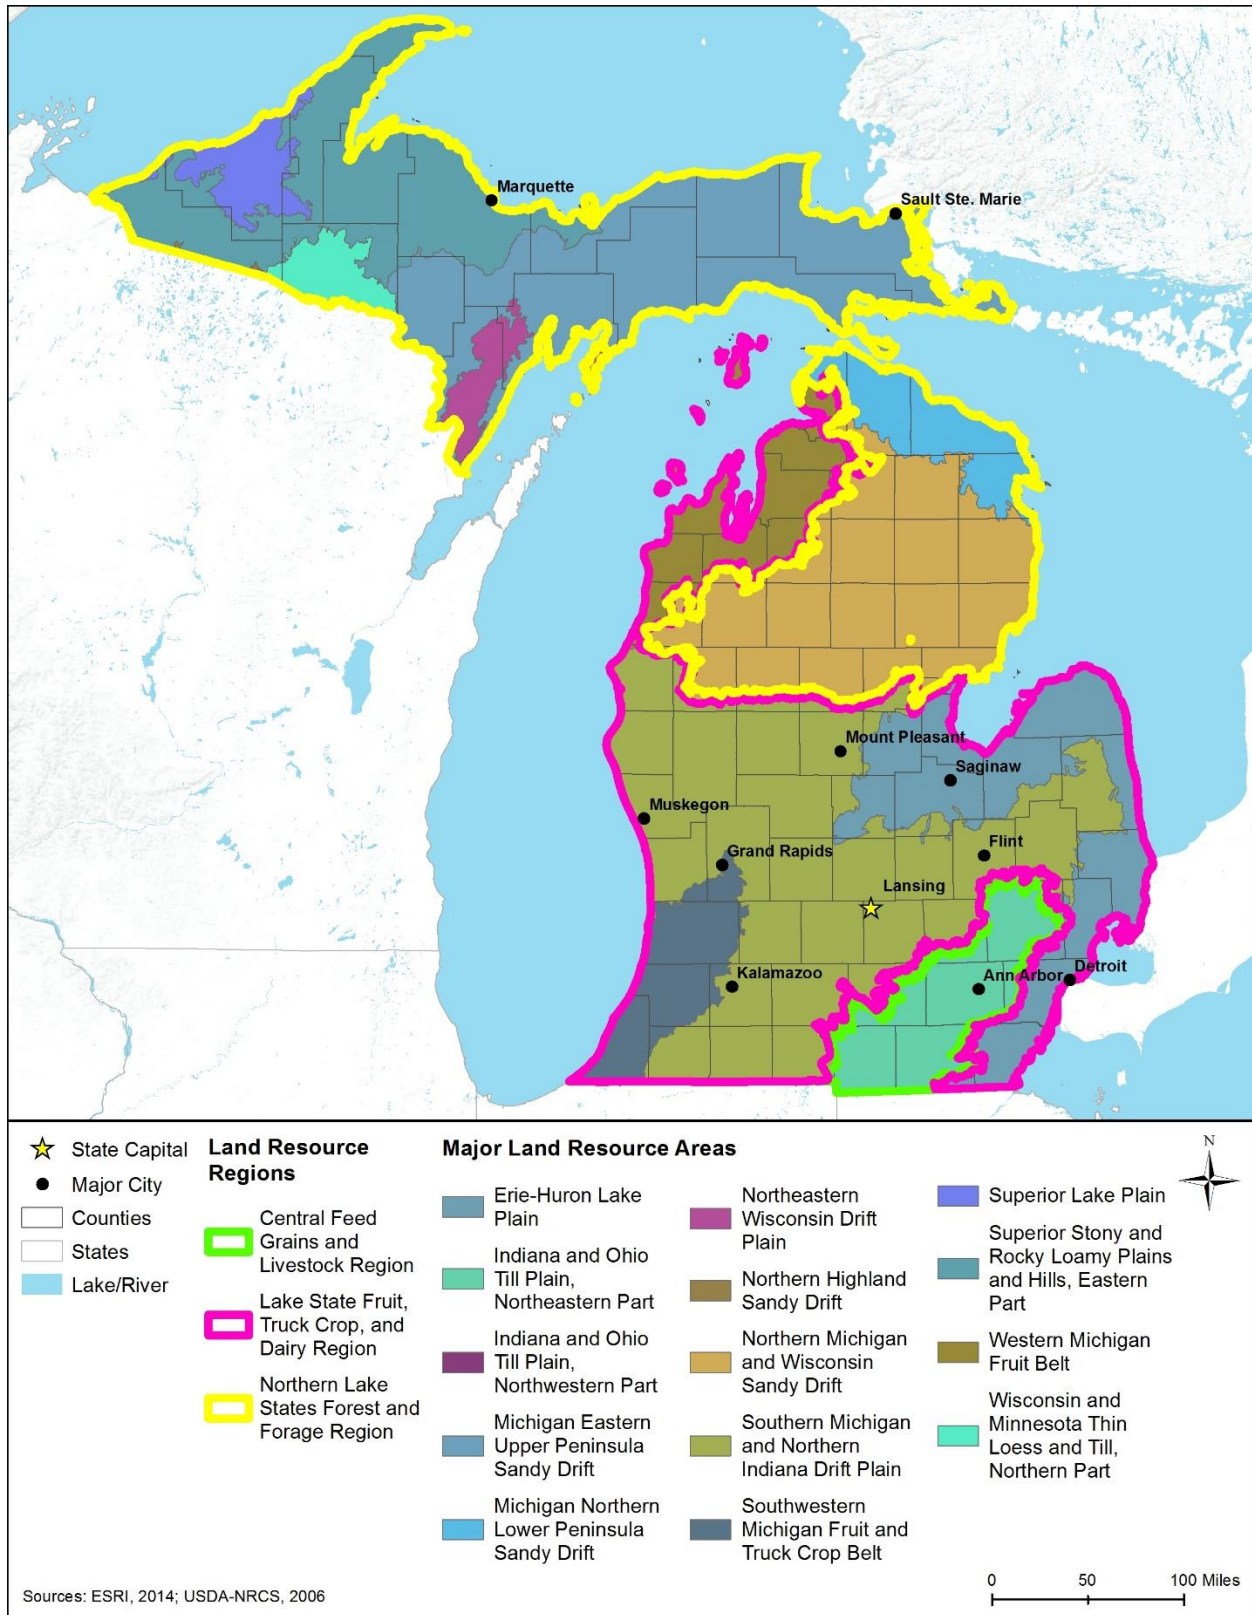 Marquette
Sault Ste. Marie
Mount Pleasant
Saginaw
Muskegon
Grand Rapids
Flint
Lansing
Kalamazoo
Ann Arbor
Detroit
State Capital
Major City
Counties
States
Lake/River
Land Resource
Regions
Central Feed
Grains and
Livestock Region
Lake State Fruit,
Truck Crop, and
Dairy Region
Northern Lake
States Forest and
Forage Region
Major Land Resource Areas
Erie-Huron Lake
Plain
Indiana and Ohio
Till Plain,
Northeastern Part
Indiana and Ohio
Till Plain,
Northwestern Part
Michigan Eastern
Upper Peninsula
Sandy Drift
Michigan Northern
Lower Peninsula
Sandy Drift
Northeastern
Wisconsin Drift
Plain
Northern Highland
Sandy Drift
Northern Michigan
and Wisconsin
Sandy Drift
Southern Michigan
and Northern
Indiana Drift Plain
Southwestern
Michigan Fruit and
Truck Crop Belt
Superior Lake Plain
Superior Stony and
Rocky Loamy Plains
and Hills, Eastern
Part
Western Michigan
Fruit Belt
Wisconsin and
Minnesota Thin
Loess and Till,
Northern Part
N
0 50 100 Miles
Sources: ESRI, 2014; USDA-NRCS, 2006